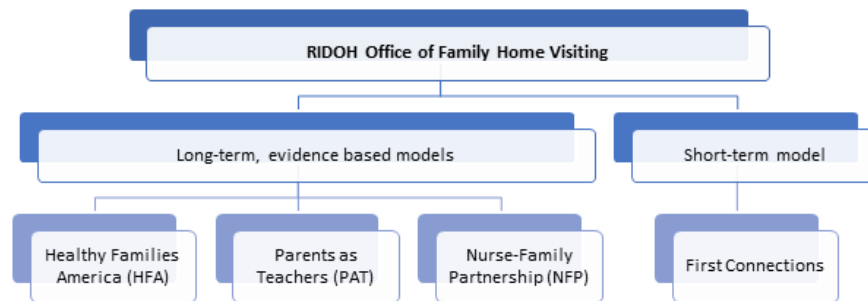 RIDOH Office of Family Home Visiting
Long-term, evidence based models
Short-term model
Healthy Families
America (HFA)
Parents as
Teachers (PAT)
Nurse-Family
Partnership (NFP)
First Connections